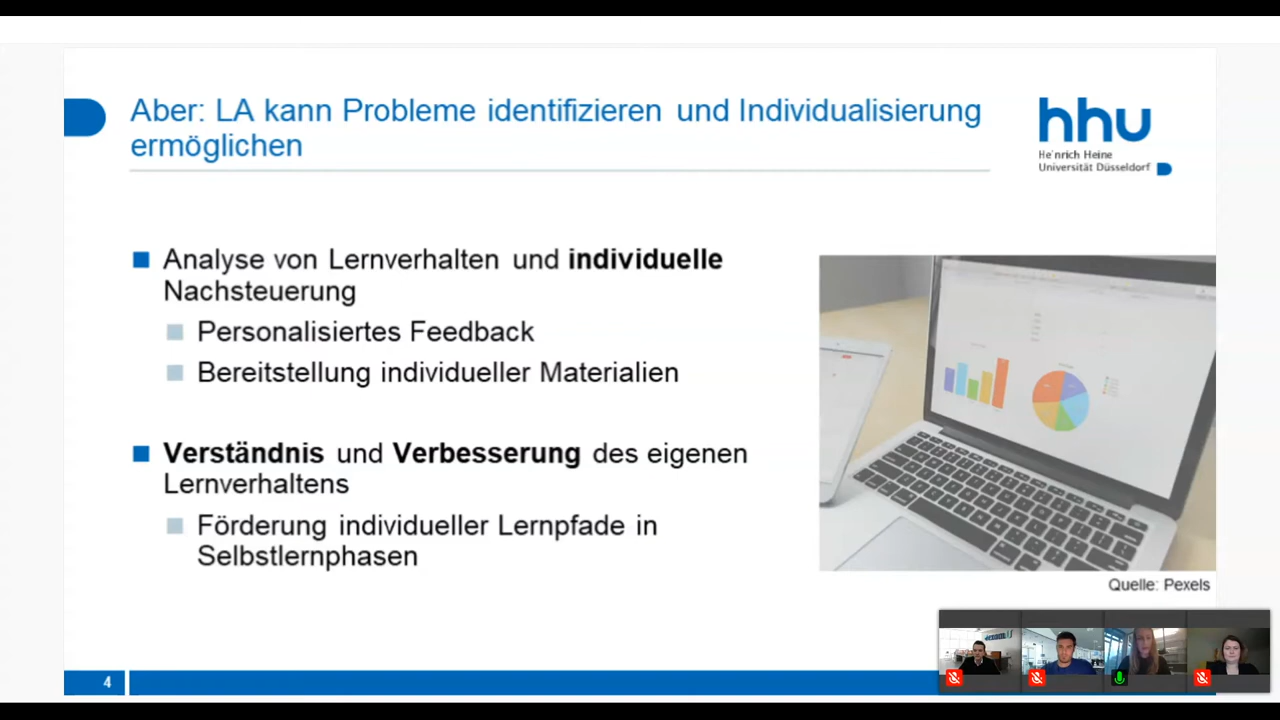 Aber: LA kann Probleme identifizieren und Individualisierung
ermöglichen
hhu
Heinrich Heine
Universität Düsseldorf
Analyse von Lernverhalten und individuelle
Nachsteuerung
Personalisiertes Feedback
Bereitstellung individueller Materialien
Verständnis und Verbesserung des eigenen
Lernverhaltens
Förderung individueller Lernpfade in
Selbstlernphasen
Quelle: Pexels
4